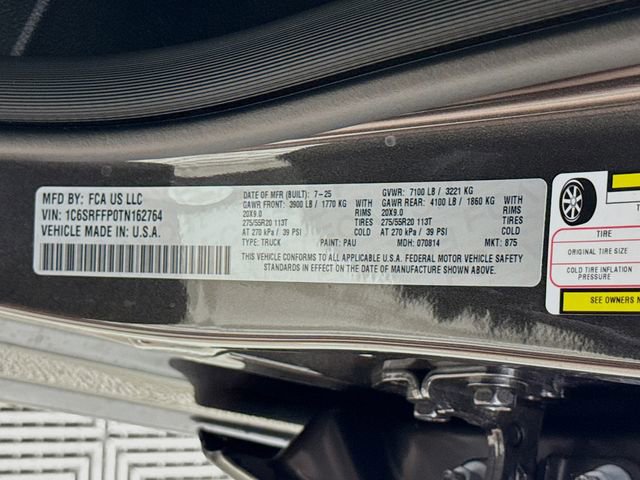 MFD BY: FCA US LLC
VIN: 1C6SRFFP0TN162764
VEHICLE MADE IN: U.S.A.
DATE OF MFR (BUILT): 7-25
GAWR FRONT: 3900 LB / 1770 KG WITH
20X9.0 RIMS
275/55R20 113T TIRES
AT 270 kPa / 39 PSI COLD
TYPE: TRUCK PAINT: PAU
GVWR: 7100 LB / 3221 KG
GAWR REAR: 4100 LB / 1860 KG WITH
20X9.0 RIMS
275/55R20 113T TIRES
AT 270 kPa / 39 PSI COLD
MDH: 070814 MKT: 875
THIS VEHICLE CONFORMS TO ALL APPLICABLE U.S.A. FEDERAL MOTOR VEHICLE SAFETY
STANDARDS IN EFFECT ON THE DATE OF MANUFACTURE SHOWN ABOVE.
TIRE
ORIGINAL TIRE SIZE
COLD TIRE INFLATION
PRESSURE
SEE OWNERS